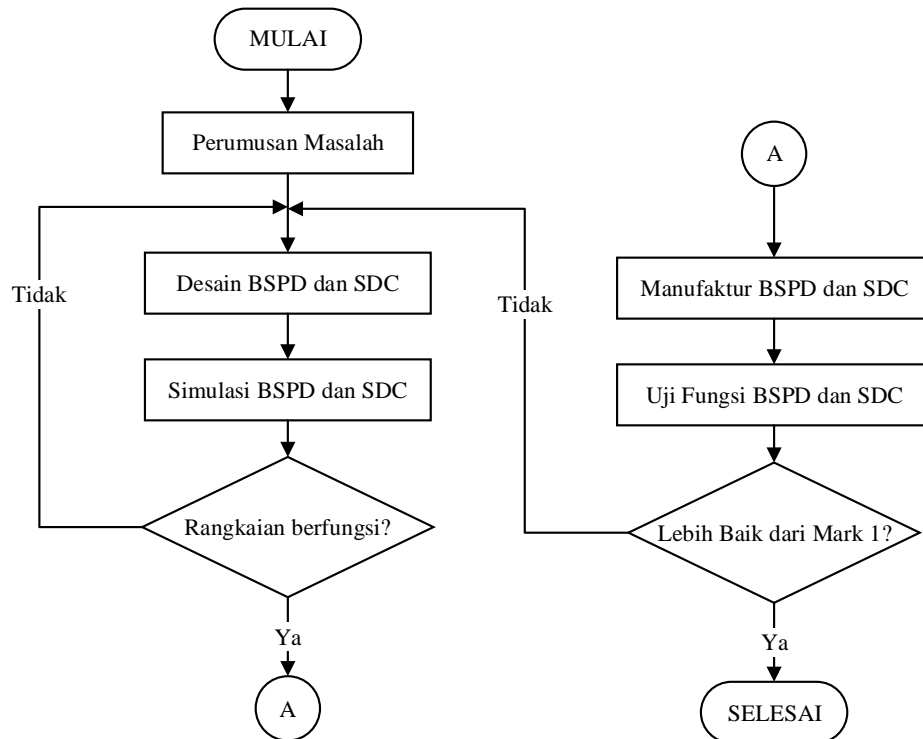 MULAI
Perumusan Masalah
Tidak
Desain BSPD dan SDC
Simulasi BSPD dan SDC
Rangkaian berfungsi?
Ya
A
A
Manufaktur BSPD dan SDC
Tidak
Uji Fungsi BSPD dan SDC
Lebih Baik dari Mark 1?
Ya
SELESAI